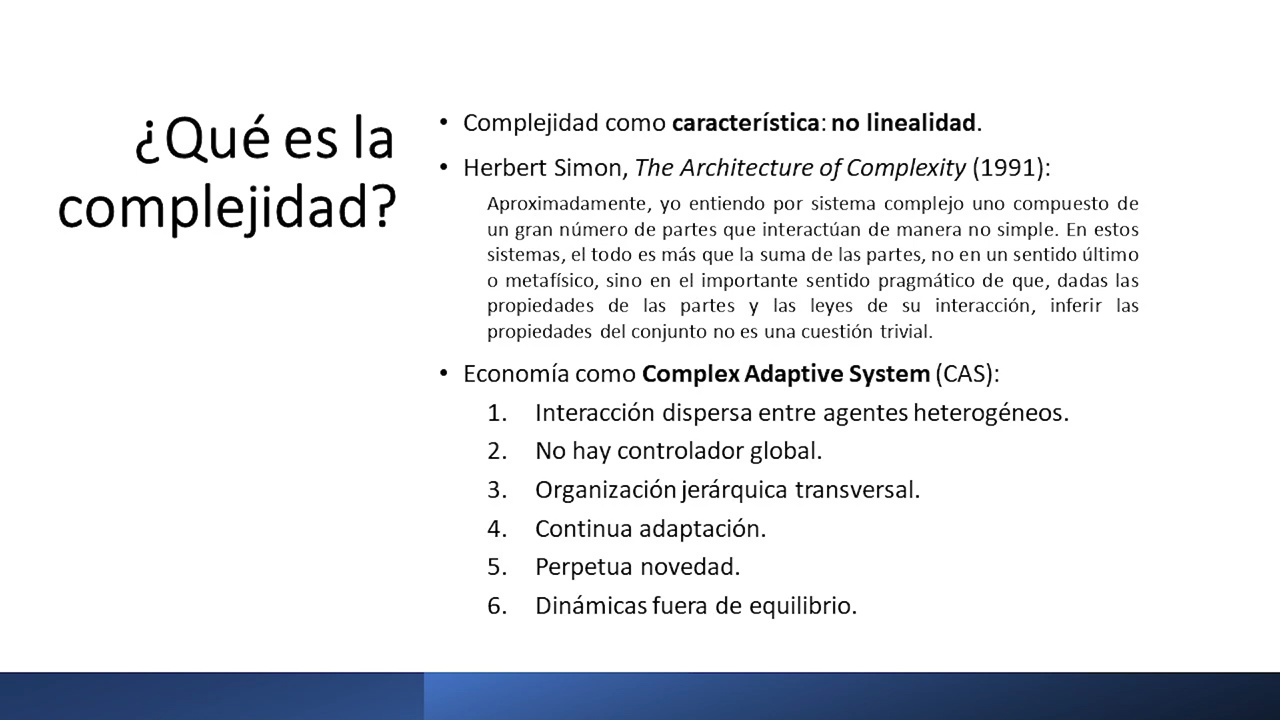 ¿Qué es la
complejidad?
• Complejidad como característica: no linealidad.
• Herbert Simon, The Architecture of Complexity (1991):
Aproximadamente, yo entiendo por sistema complejo uno compuesto de
un gran número de partes que interactúan de manera no simple. En estos
sistemas, el todo es más que la suma de las partes, no en un sentido último
o metafísico, sino en el importante sentido pragmático de que, dadas las
propiedades de las partes y las leyes de su interacción, inferir las
propiedades del conjunto no es una cuestión trivial.
• Economía como Complex Adaptive System (CAS):
1. Interacción dispersa entre agentes heterogéneos.
2. No hay controlador global.
3. Organización jerárquica transversal.
4. Continua adaptación.
5. Perpetua novedad.
6. Dinámicas fuera de equilibrio.